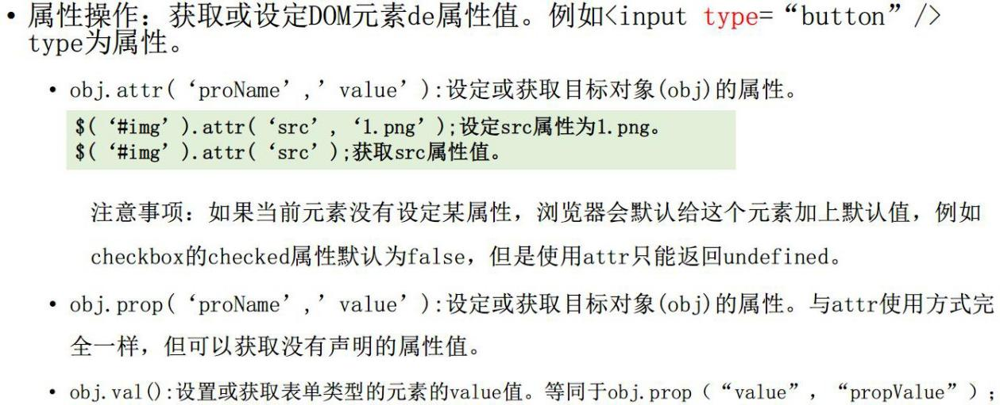 • 属性操作：获取或设定DOM元素de属性值。例如<input type=“button”/>
type为属性。
• obj.attr(‘proName’,’value’):设定或获取目标对象(obj)的属性。
$(‘#img’).attr(‘src’,‘1.png’);设定src属性为1.png。
$(‘#img’).attr(‘src’);获取src属性值。
注意事项：如果当前元素没有设定某属性，浏览器会默认给这个元素加上默认值，例如
checkbox的checked属性默认为false，但是使用attr只能返回undefined。
• obj.prop(‘proName’,’value’):设定或获取目标对象(obj)的属性。与attr使用方式完
全一样，但可以获取没有声明的属性值。
• obj.val():设置或获取表单类型的元素的value值。等同于obj.prop（“value”，“propValue”）;